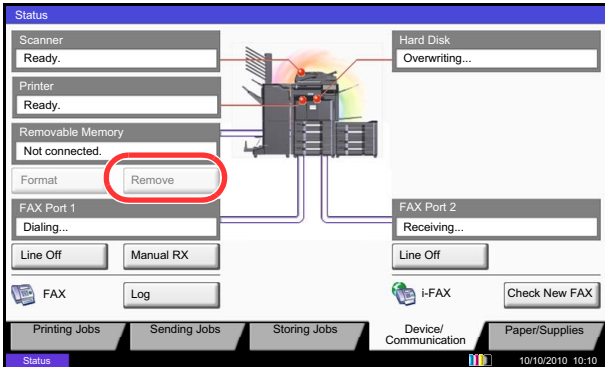 Status
Scanner
Ready.
Hard Disk
Overwriting...
Printer
Ready.
Removable Memory
Not connected.
Format
Remove
FAX Port 1
Dialing...
FAX Port 2
Receiving...
Line Off
Manual RX
Line Off
FAX
Log
i-FAX
Check New FAX
Printing Jobs
Sending Jobs
Storing Jobs
Device/
Communication
Paper/Supplies
Status
10/10/2010 10:10